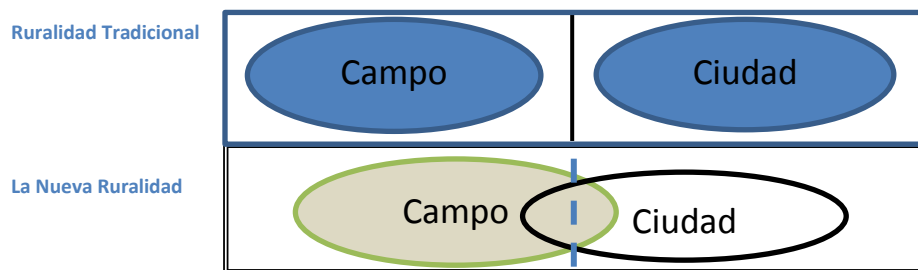 Ruralidad Tradicional
Campo
Ciudad
La Nueva Ruralidad
Campo
Ciudad